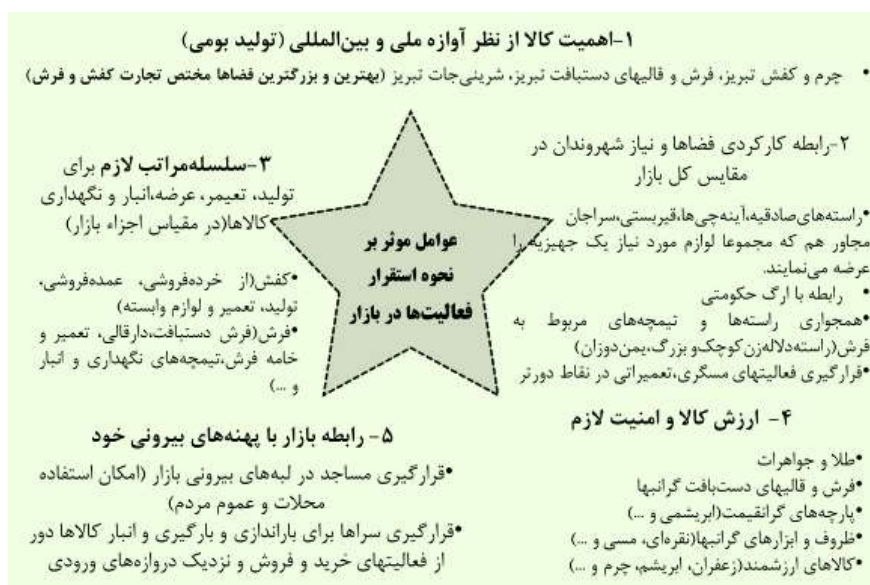 ۱-اهمیت کالا از نظر آوازه ملی و بین‌المللی (تولید بومی)
• چرم و کفش تبریز، فرش و قالیهای دستبافت تبریز، شرینی‌جات تبریز (بهترین و بزرگترین فضاها مختص تجارت کفش و فرش)
۲-رابطه کارکردی فضاها و نیاز شهروندان در
مقایس کل بازار
•راسته‌های‌صادقیه،آینه‌چی‌ها،قیربستی،سراجان
مجاور هم که مجموعا لوازم مورد نیاز یک جهیزیه را
عرضه می‌نمایند.
• رابطه با ارگ حکومتی
•همجواری راسته‌ها و تیمچه‌های مربوط به
فرش(راسته‌دلاله‌زن‌کوچک‌و بزرگ،یمن‌دوزان)
•قرارگیری فعالیتهای مسگری،تعمیراتی در نقاط دورتر
۳-سلسله‌مراتب لازم برای
تولید، تعیمر، عرضه،انبار و نگهداری
کالاها(در مقیاس اجزاء بازار)
•کفش(از خرده‌فروشی، عمده‌فروشی،
تولید، تعمیر و لوازم وابسته)
•فرش(فرش دستبافت،دارقالی، تعمیر و
خامه فرش،تیمچه‌های نگهداری و انبار
و ...)
عوامل موثر بر
نحوه استقرار
فعالیت‌ها در بازار
۴- ارزش کالا و امنیت لازم
•طلا و جواهرات
•فرش و قالیهای دست‌بافت گرانبها
•پارچه‌های گرانقیمت(ابریشمی و ...)
•ظروف و ابزارهای گرانبها(نقره‌ای، مسی و ...)
•کالاهای ارزشمند(زعفران، ابریشم، چرم و ...)
۵- رابطه بازار با پهنه‌های بیرونی خود
•قرارگیری مساجد در لبه‌های بیرونی بازار (امکان استفاده
محلات و عموم مردم)
•قرارگیری سراها برای باراندازی و بارگیری و انبار کالاها دور
از فعالیتهای خرید و فروش و نزدیک دروازه‌های ورودی